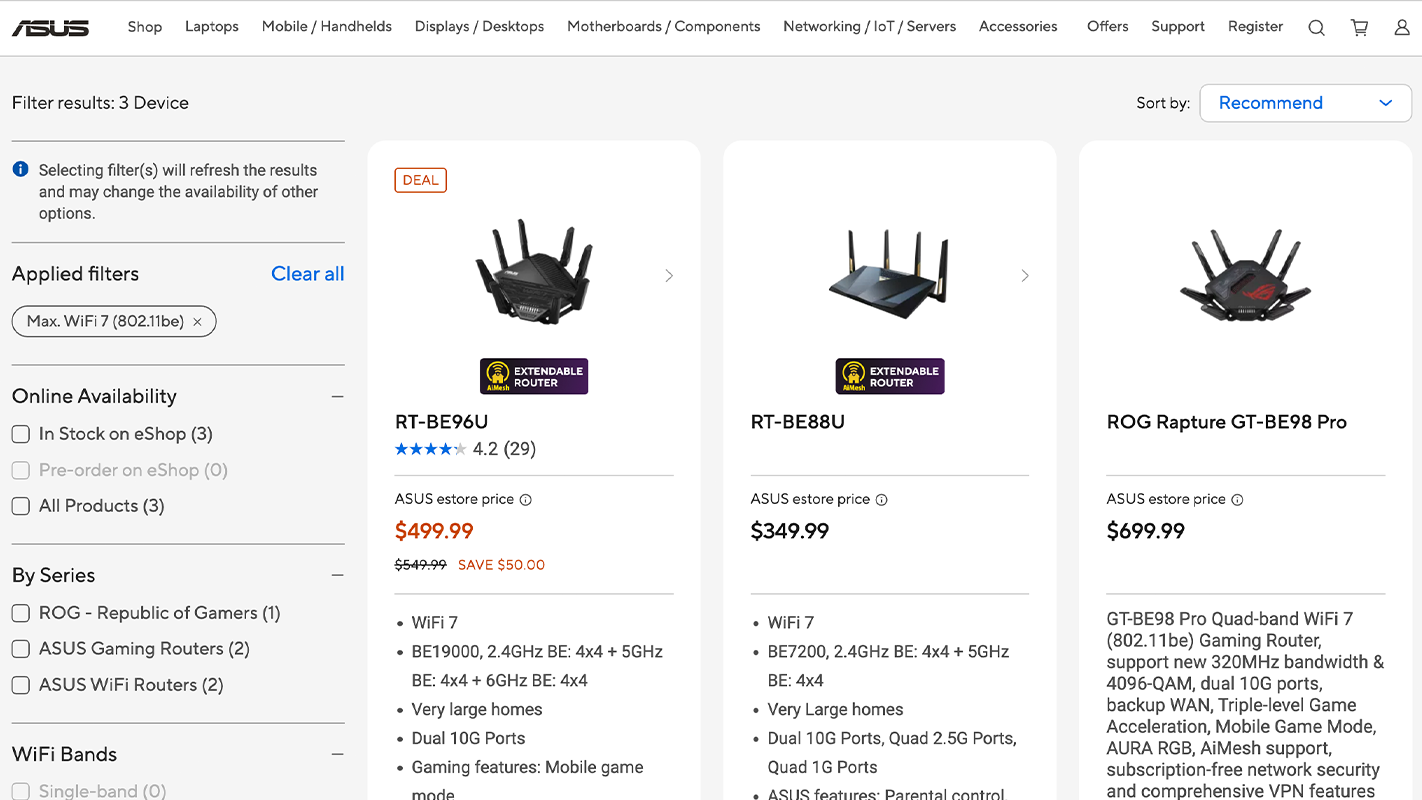 ASUS
Shop
Laptops
Mobile / Handhelds
Displays / Desktops
Motherboards / Components
Networking / IoT / Servers
Accessories
Offers
Support
Register
Filter results: 3 Device
Sort by:
Recommend
Selecting filter(s) will refresh the results
and may change the availability of other
options.
Applied filters
Clear all
Max. WiFi 7 (802.11be) ×
Online Availability
In Stock on eShop (3)
Pre-order on eShop (0)
All Products (3)
By Series
ROG - Republic of Gamers (1)
ASUS Gaming Routers (2)
ASUS WiFi Routers (2)
WiFi Bands
Single-band (0)
DEAL
AiMesh
EXTENDABLE
ROUTER
RT-BE96U
4.2 (29)
ASUS estore price
$499.99
$549.99 SAVE $50.00
• WiFi 7
• BE19000, 2.4GHz BE: 4x4 + 5GHz
BE: 4x4 + 6GHz BE: 4x4
• Very large homes
• Dual 10G Ports
• Gaming features: Mobile game
mode
AiMesh
EXTENDABLE
ROUTER
RT-BE88U
ASUS estore price
$349.99
• WiFi 7
• BE7200, 2.4GHz BE: 4x4 + 5GHz
BE: 4x4
• Very Large homes
• Dual 10G Ports, Quad 2.5G Ports,
Quad 1G Ports
• ASUS features: Parental control,
ROG Rapture GT-BE98 Pro
ASUS estore price
$699.99
GT-BE98 Pro Quad-band WiFi 7
(802.11be) Gaming Router,
support new 320MHz bandwidth &
4096-QAM, dual 10G ports,
backup WAN, Triple-level Game
Acceleration, Mobile Game Mode,
AURA RGB, AiMesh support,
subscription-free network security
and comprehensive VPN features